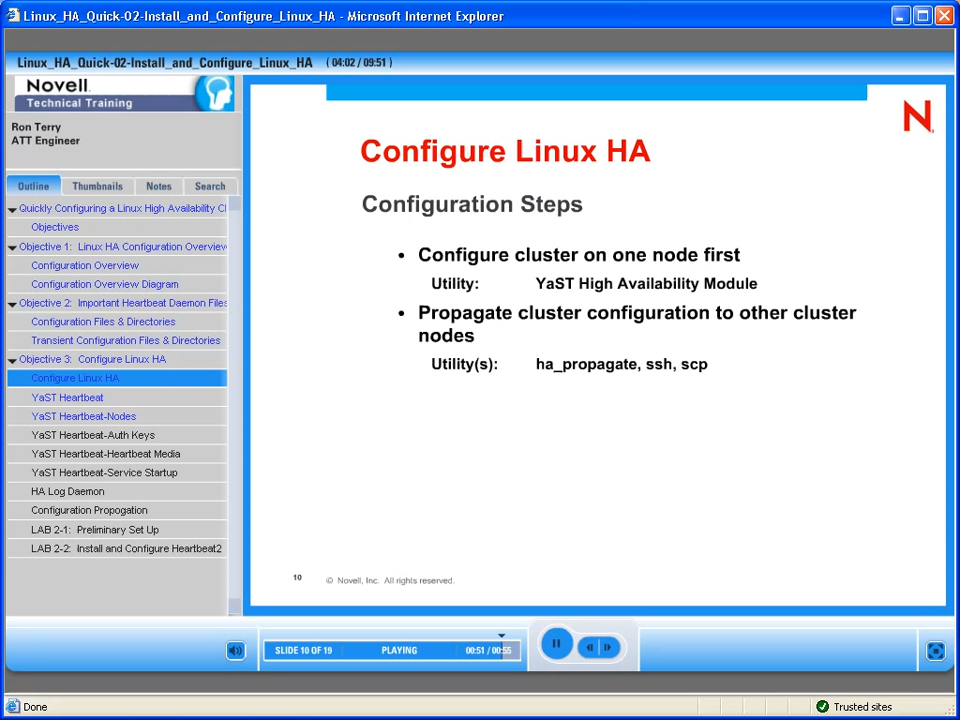 Linux_HA_Quick-02-Install_and_Configure_Linux_HA - Microsoft Internet Explorer
Linux_HA_Quick-02-Install_and_Configure_Linux_HA ( 04:02 / 09:51 )
Novell.
Technical Training
Ron Terry
ATT Engineer
Outline Thumbnails Notes Search
Quickly Configuring a Linux High Availability Cl
Objectives
Objective 1: Linux HA Configuration Overview
Configuration Overview
Configuration Overview Diagram
Objective 2: Important Heartbeat Daemon Files
Configuration Files & Directories
Transient Configuration Files & Directories
Objective 3: Configure Linux HA
Configure Linux HA
YaST Heartbeat
YaST Heartbeat-Nodes
YaST Heartbeat-Auth Keys
YaST Heartbeat-Heartbeat Media
YaST Heartbeat-Service Startup
HA Log Daemon
Configuration Propogation
LAB 2-1: Preliminary Set Up
LAB 2-2: Install and Configure Heartbeat2
N
Configure Linux HA
Configuration Steps
• Configure cluster on one node first
Utility: YaST High Availability Module
• Propagate cluster configuration to other cluster
nodes
Utility(s): ha_propagate, ssh, scp
10 © Novell, Inc. All rights reserved.
SLIDE 10 OF 19 PLAYING 00:51 / 00:55
Done Trusted sites